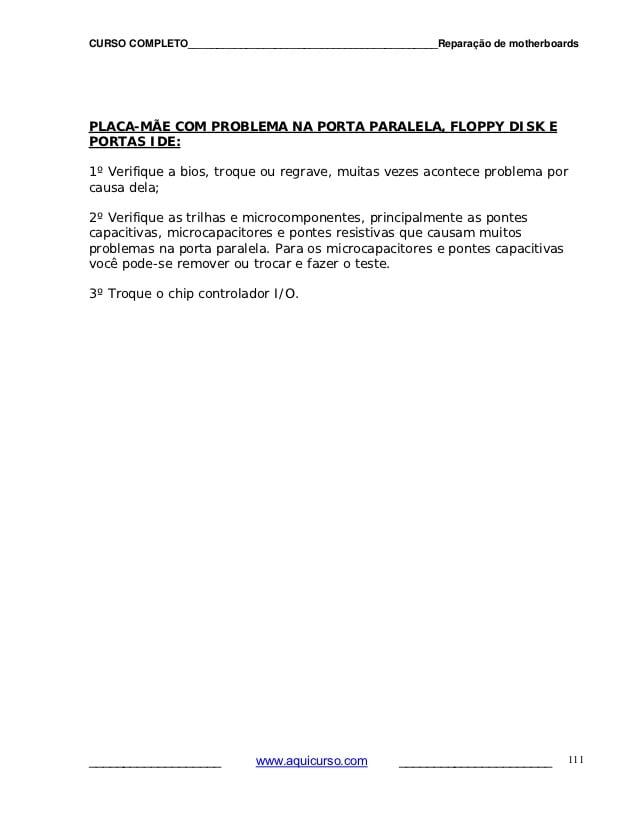 CURSO COMPLETO__________________________________________Reparação de motherboards
PLACA-MÃE COM PROBLEMA NA PORTA PARALELA, FLOPPY DISK E
PORTAS IDE:
1º Verifique a bios, troque ou regrave, muitas vezes acontece problema por
causa dela;
2º Verifique as trilhas e microcomponentes, principalmente as pontes
capacitivas, microcapacitores e pontes resistivas que causam muitos
problemas na porta paralela. Para os microcapacitores e pontes capacitivas
você pode-se remover ou trocar e fazer o teste.
3º Troque o chip controlador I/O.
___________________ www.aquicurso.com ______________________ 111